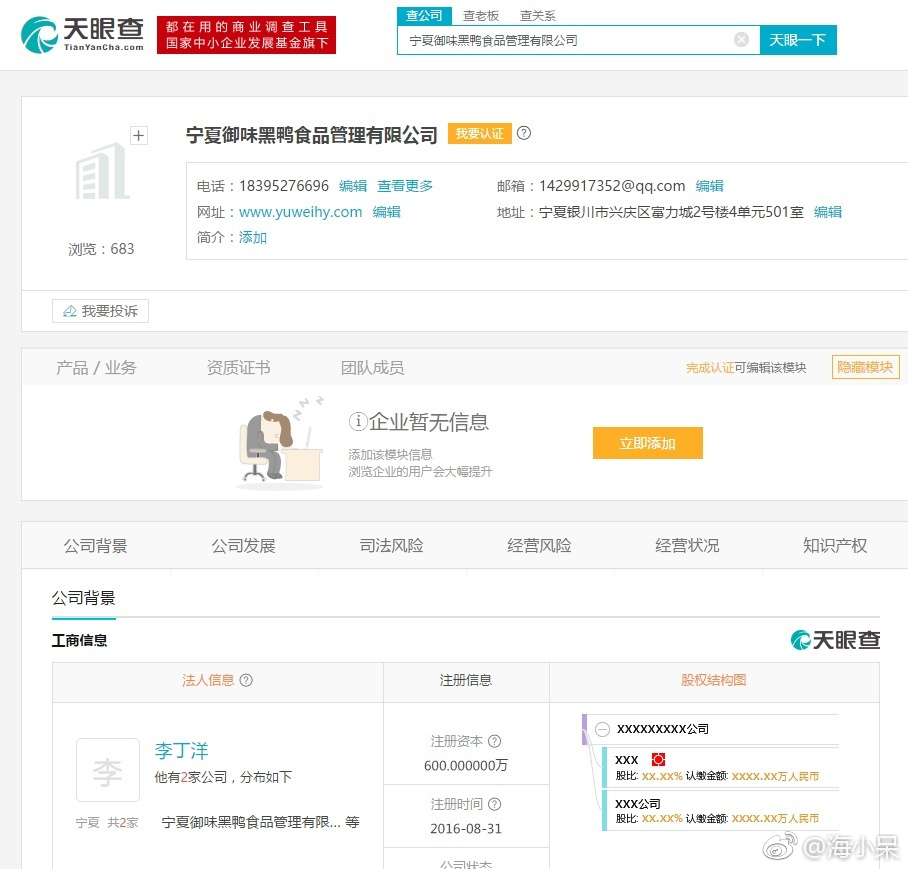 天眼查
TianYanCha.com
都在用的商业调查工具
国家中小企业发展基金旗下
查公司 查老板 查关系
宁夏御味黑鸭食品管理有限公司 天眼一下
宁夏御味黑鸭食品管理有限公司 我要认证 ?
电话：18395276696 编辑 查看更多 邮箱：1429917352@qq.com 编辑
网址：www.yuweihy.com 编辑 地址：宁夏银川市兴庆区富力城2号楼4单元501室 编辑
简介：添加
浏览：683
我要投诉
产品 / 业务 资质证书 团队成员 完成认证可编辑该模块 隐藏模块
企业暂无信息
添加该模块信息
浏览企业的用户会大幅提升
立即添加
公司背景 公司发展 司法风险 经营风险 经营状况 知识产权
公司背景
工商信息 天眼查
法人信息 ? 注册信息 股权结构图
李
李丁洋
他有2家公司，分布如下
宁夏 共2家 宁夏御味黑鸭食品管理有限... 等
注册资本 ?
600.000000万
注册时间 ?
2016-08-31
公司状态
XXXXXXXXX公司
XXX
股比: XX.XX% 认缴金额: XXXX.XX万人民币
XXX公司
股比: XX.XX% 认缴金额: XXXX.XX万人民币
@海小呆